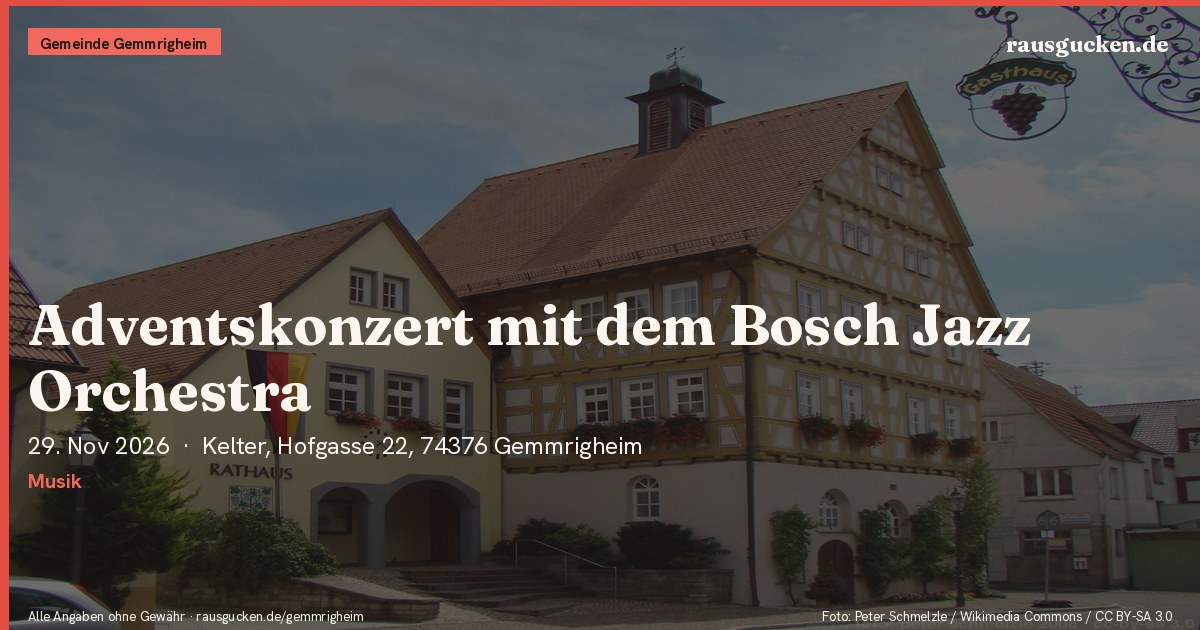 Gemeinde Gemmrigheim
rausgucken.de
Gasthaus
Adventskonzert mit dem Bosch Jazz
Orchestra
29. Nov 2026 · Kelter, Hofgasse 22, 74376 Gemmrigheim
RATHAUS
Musik
Alle Angaben ohne Gewähr · rausgucken.de/gemmrigheim
Foto: Peter Schmelzle / Wikimedia Commons / CC BY-SA 3.0